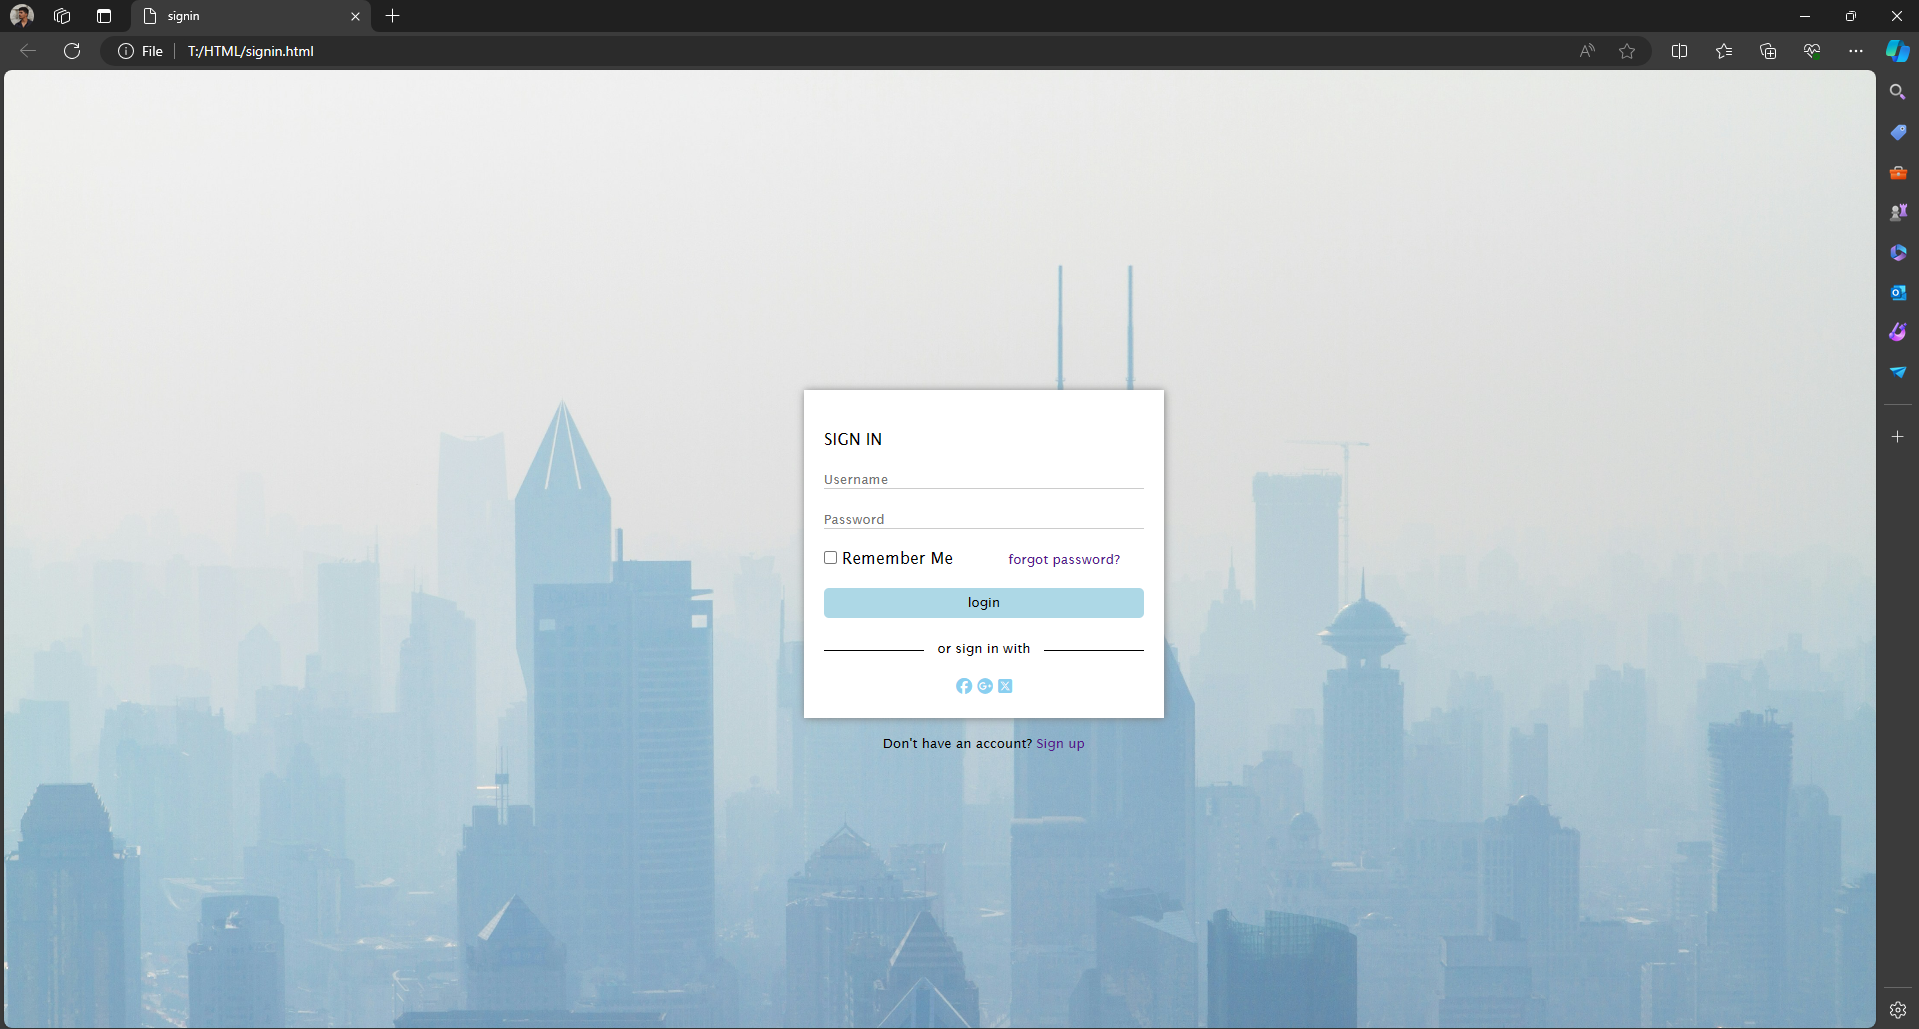 signin
File
T:/HTML/signin.html
SIGN IN
Username
Password
Remember Me forgot password?
login
or sign in with
Don't have an account? Sign up